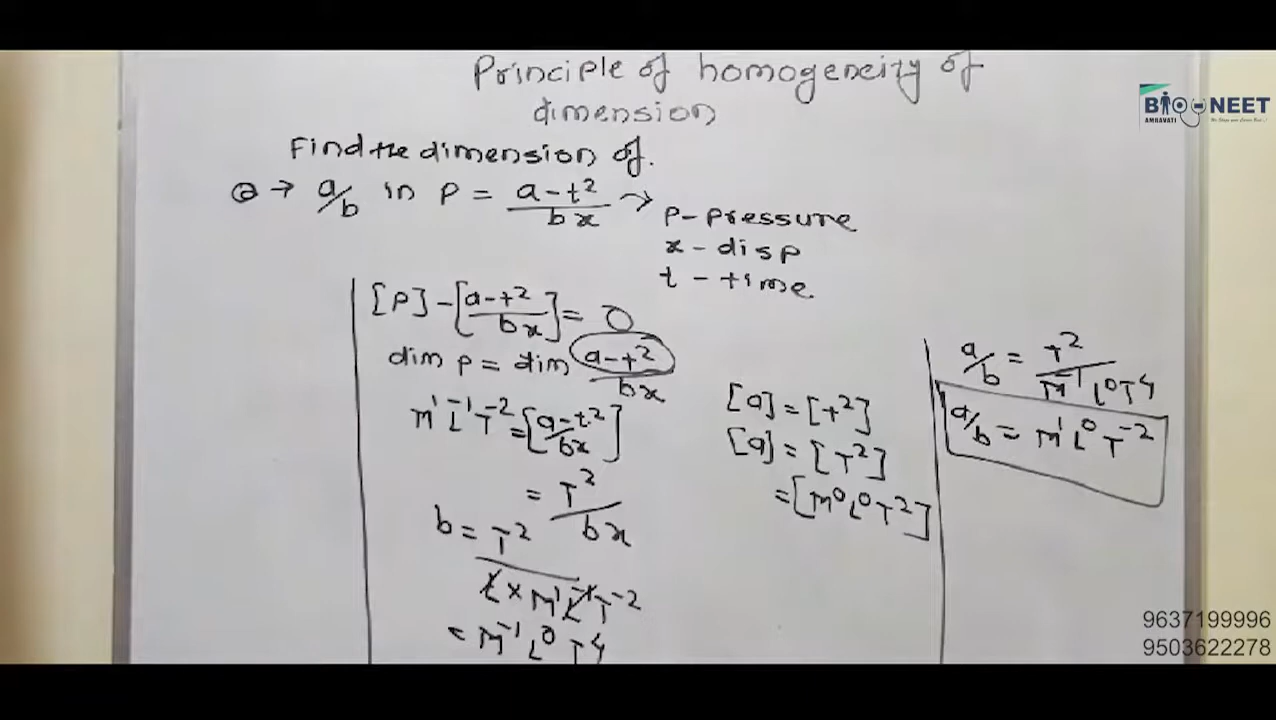 Principle of homogeneity of
dimension
Find the dimension of.
Q → a/b in P = (a-t²)/(bx) →
P - Pressure
x - disp
t - time
[P] - [(a-t²)/(bx)] = 0
dim P = dim (a-t²)/(bx)
M¹L⁻¹T⁻² = [(a-t²)/(bx)]
= T²/(bx)
b = T²/(L × M¹L⁻¹T⁻²)
= M⁻¹L⁰T⁴
[a] = [t²]
[a] = [T²]
= [M⁰L⁰T²]
a/b = T²/(M⁻¹L⁰T⁴)
a/b = M¹L⁰T⁻²
BIO NEET
AMRAVATI
9637199996
9503622278